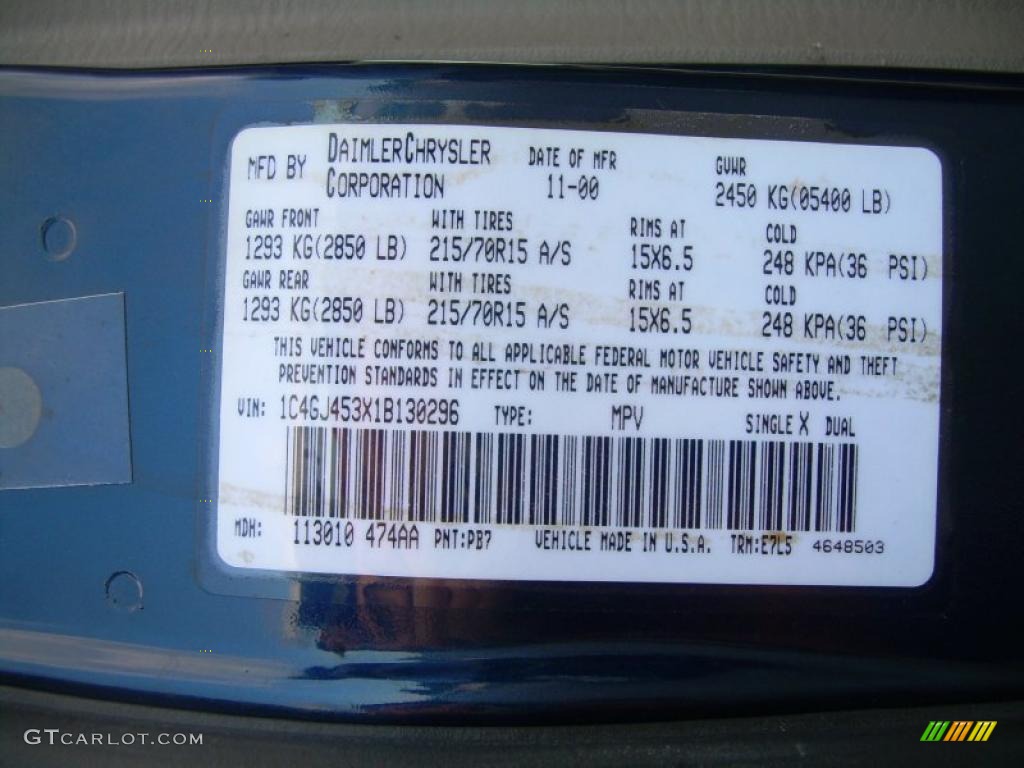 MFD BY DAIMLERCHRYSLER CORPORATION DATE OF MFR 11-00 GVWR 2450 KG(05400 LB)
GAWR FRONT WITH TIRES RIMS AT COLD
1293 KG(2850 LB) 215/70R15 A/S 15X6.5 248 KPA(36 PSI)
GAWR REAR WITH TIRES RIMS AT COLD
1293 KG(2850 LB) 215/70R15 A/S 15X6.5 248 KPA(36 PSI)
THIS VEHICLE CONFORMS TO ALL APPLICABLE FEDERAL MOTOR VEHICLE SAFETY AND THEFT
PREVENTION STANDARDS IN EFFECT ON THE DATE OF MANUFACTURE SHOWN ABOVE.
VIN: 1C4GJ453X1B130296 TYPE: MPV SINGLE X DUAL
MDH: 113010 474AA PNT:PB7 VEHICLE MADE IN U.S.A. TRM:E7L5 4648503
GTCARLOT.COM